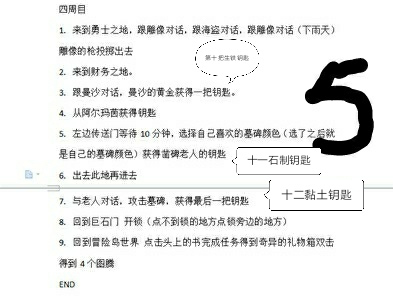 四周目
1. 来到勇士之地，跟雕像对话，跟海盗对话，跟雕像对话（下雨天）
雕像的枪投掷出去
第十 把生锈 钥匙
2. 来到财务之地。
3. 跟曼沙对话，曼沙的黄金获得一把钥匙。
4. 从阿尔玛茵获得钥匙
5
5. 左边传送门等待 10 分钟，选择自己喜欢的墓碑颜色（选了之后就
是自己的墓碑颜色）获得凿碑老人的钥匙
十一石制钥匙
6. 出去此地再进去
7. 与老人对话，攻击墓碑，获得最后一把钥匙
十二黏土钥匙
8. 回到巨石门 开锁（点不到锁的地方点锁旁边的地方）
9. 回到冒险岛世界 点击头上的书完成任务得到奇异的礼物箱双击
得到 4 个图腾
END